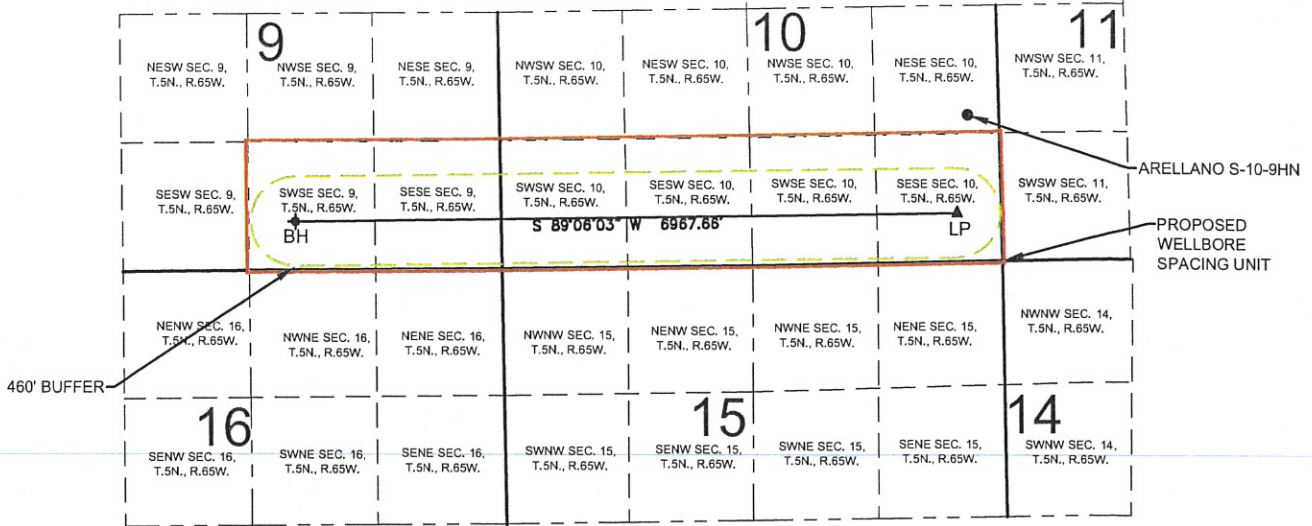 9
10
11
NESW SEC. 9,
T.5N., R.65W.
NWSE SEC. 9,
T.5N., R.65W.
NESE SEC. 9,
T.5N., R.65W.
NWSW SEC. 10,
T.5N., R.65W.
NESW SEC. 10,
T.5N., R.65W.
NWSE SEC. 10,
T.5N., R.65W.
NESE SEC. 10,
T.5N., R.65W.
NWSW SEC. 11,
T.5N., R.65W.
ARELLANO S-10-9HN
SESW SEC. 9,
T.5N., R.65W.
SWSE SEC. 9,
T.5N., R.65W.
SESE SEC. 9,
T.5N., R.65W.
SWSW SEC. 10,
T.5N., R.65W.
SESW SEC. 10,
T.5N., R.65W.
SWSE SEC. 10,
T.5N., R.65W.
SESE SEC. 10,
T.5N., R.65W.
SWSW SEC. 11,
T.5N., R.65W.
BH
S 89°06'03" W 6967.66'
LP
PROPOSED
WELLBORE
SPACING UNIT
NENW SEC. 16,
T.5N., R.65W.
NWNE SEC. 16,
T.5N., R.65W.
NENE SEC. 16,
T.5N., R.65W.
NWNW SEC. 15,
T.5N., R.65W.
NENW SEC. 15,
T.5N., R.65W.
NWNE SEC. 15,
T.5N., R.65W.
NENE SEC. 15,
T.5N., R.65W.
NWNW SEC. 14,
T.5N., R.65W.
460' BUFFER
16
15
14
SENW SEC. 16,
T.5N., R.65W.
SWNE SEC. 16,
T.5N., R.65W.
SENE SEC. 16,
T.5N., R.65W.
SWNW SEC. 15,
T.5N., R.65W.
SENW SEC. 15,
T.5N., R.65W.
SWNE SEC. 15,
T.5N., R.65W.
SENE SEC. 15,
T.5N., R.65W.
SWNW SEC. 14,
T.5N., R.65W.